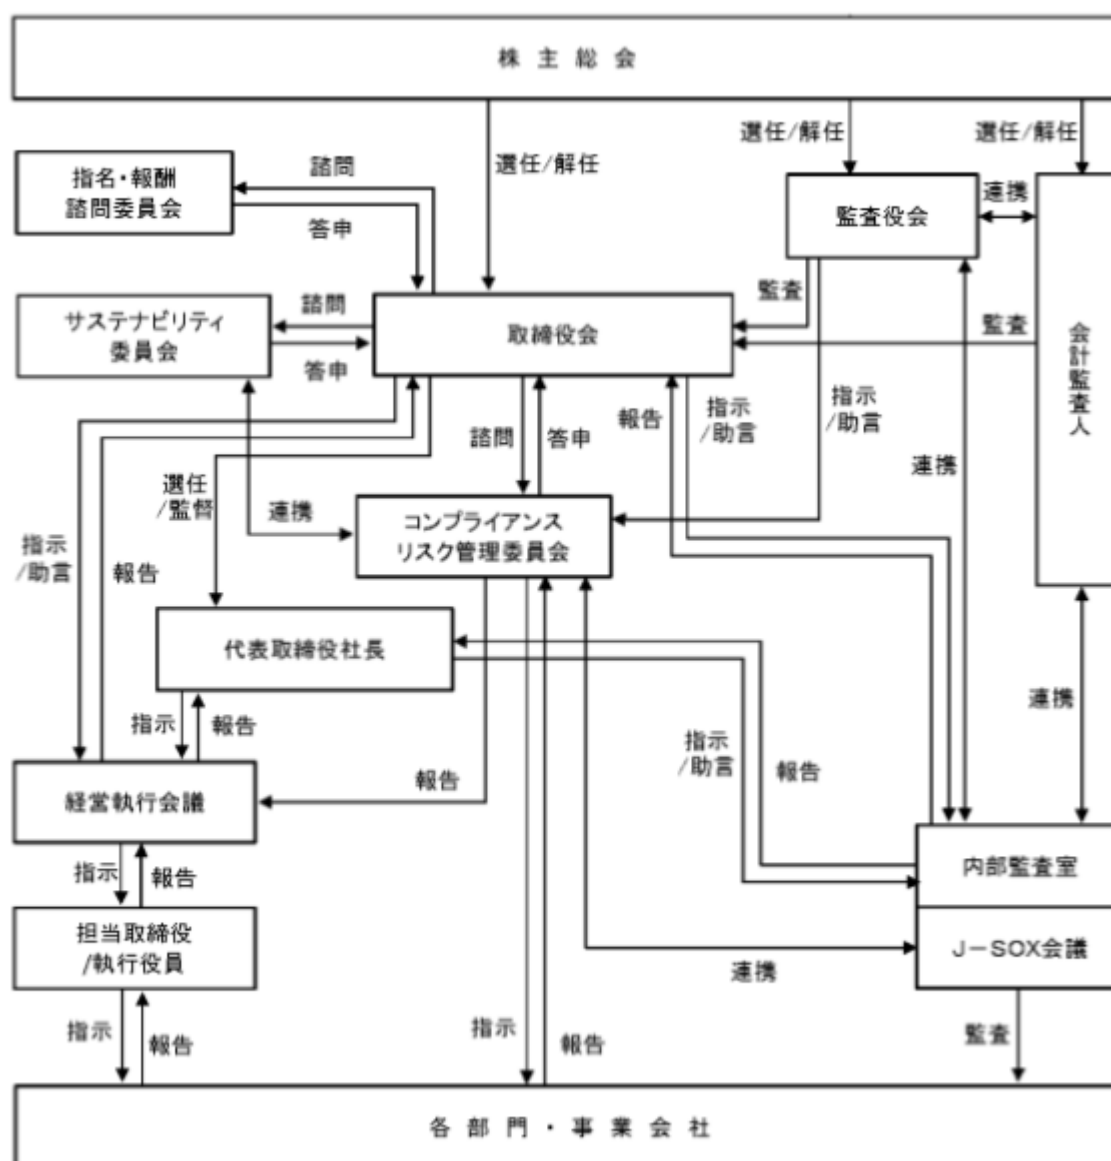 株主総会
選任/解任
選任/解任
選任/解任
指名・報酬
諮問委員会
諮問
答申
監査役会
連携
会計監査人
サステナビリティ
委員会
諮問
答申
取締役会
監査
監査
指示
/助言
報告
選任
/監督
連携
諮問
答申
報告
指示
/助言
指示
/助言
連携
コンプライアンス
リスク管理委員会
代表取締役社長
指示
報告
報告
指示
/助言
報告
連携
経営執行会議
指示
報告
担当取締役
/執行役員
内部監査室
J-SOX会議
連携
指示
報告
指示
報告
監査
各部門・事業会社